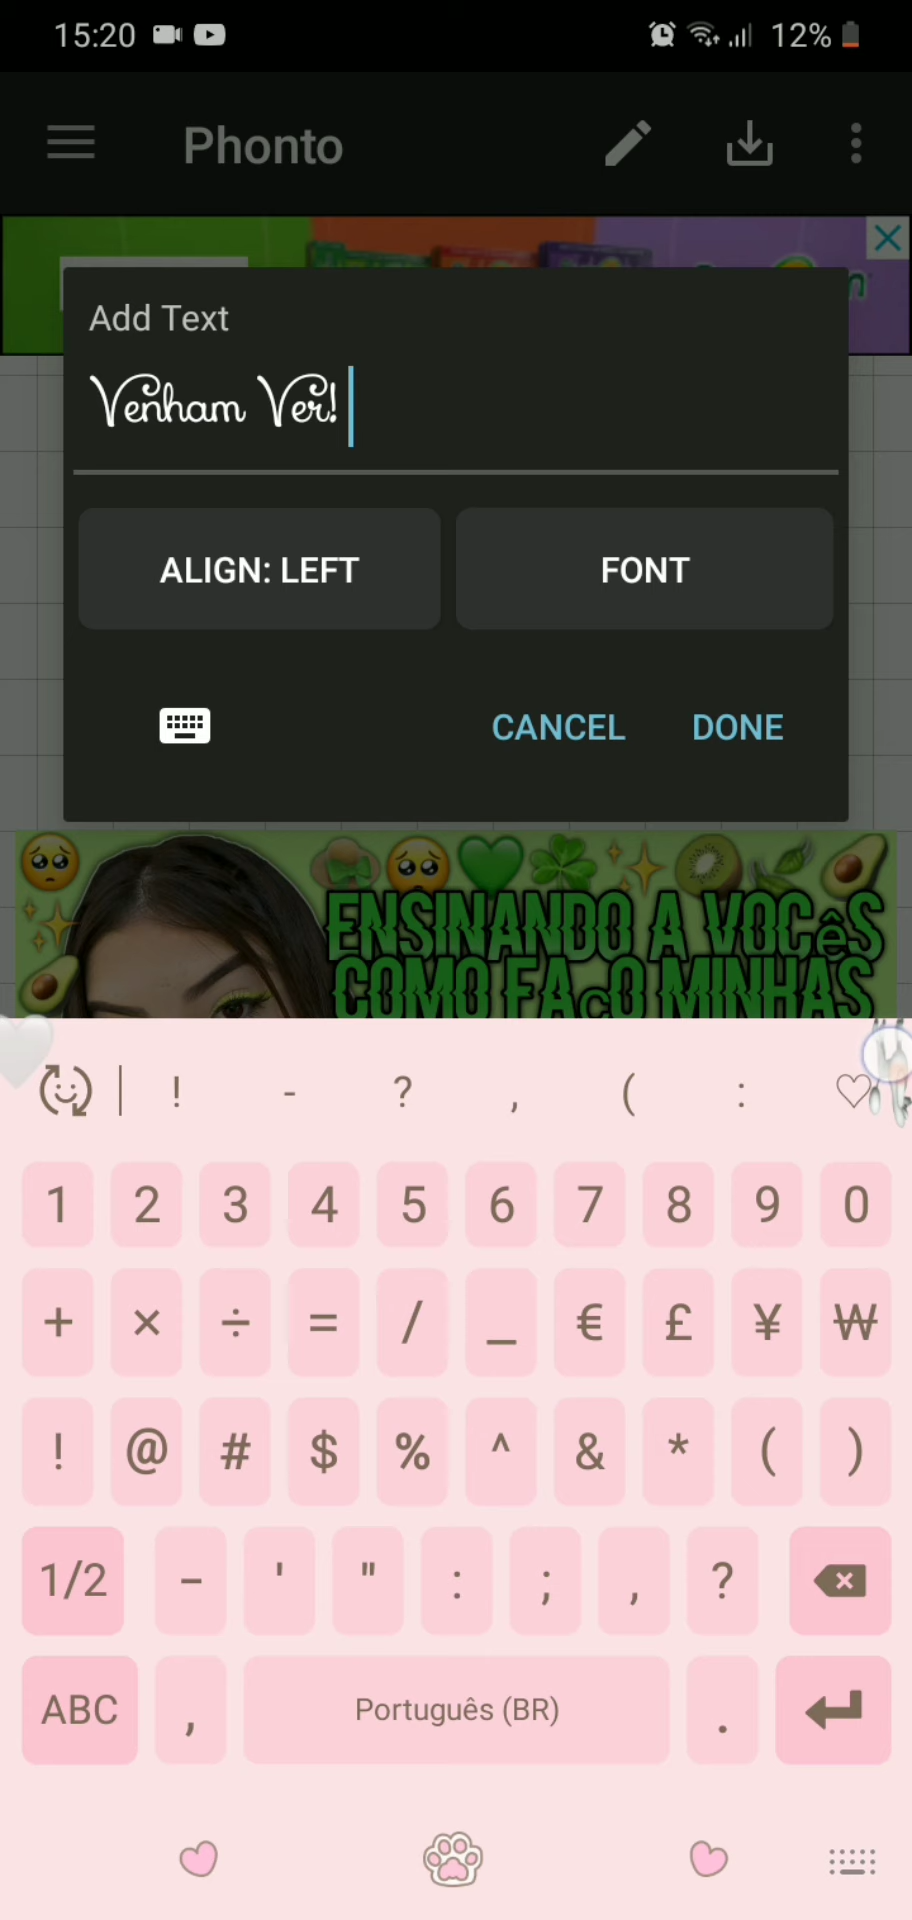 15:20
12%
Phonto
Add Text
Venham Ver!
ALIGN: LEFT
FONT
CANCEL
DONE
ENSINANDO A VOCêS
COMO FAçO MINHAS
! - ? , ( : ♡
1 2 3 4 5 6 7 8 9 0
+ × ÷ = / _ € £ ¥ ₩
! @ # $ % ^ & * ( )
1/2 - ' " : ; , ?
ABC , Português (BR) .